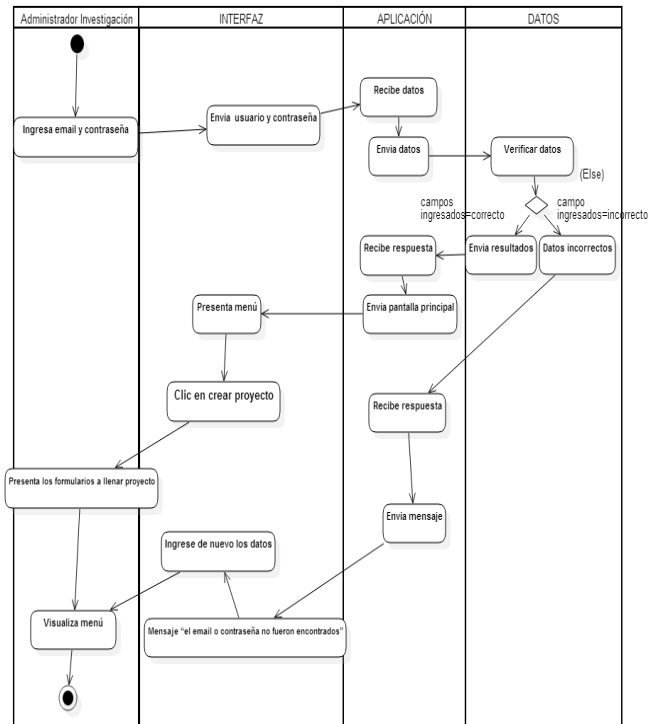 Administrador Investigación
INTERFAZ
APLICACIÓN
DATOS
Ingresa email y contraseña
Envia usuario y contraseña
Recibe datos
Envia datos
Verificar datos
(Else)
campos
ingresados=correcto
campo
ingresados=incorrecto
Recibe respuesta
Envia resultados
Datos incorrectos
Presenta menú
Envia pantalla principal
Clic en crear proyecto
Recibe respuesta
Presenta los formularios a llenar proyecto
Envia mensaje
Ingrese de nuevo los datos
Visualiza menú
Mensaje "el email o contraseña no fueron encontrados"